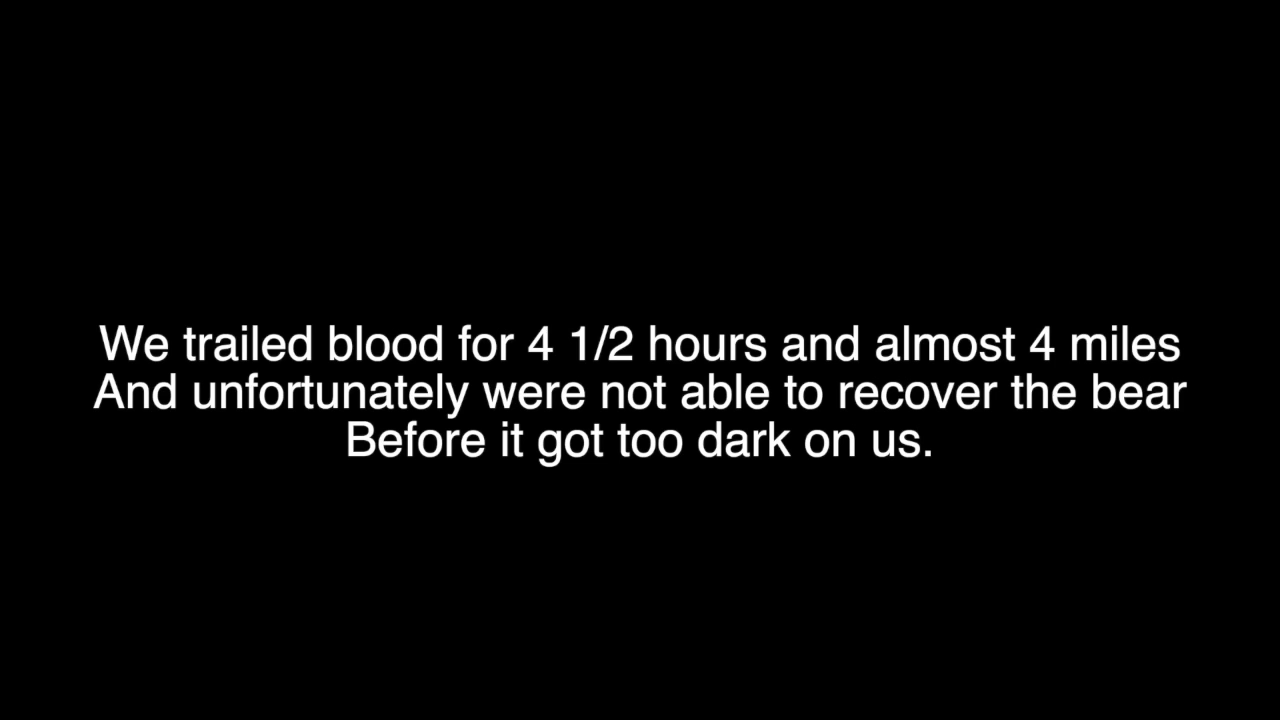 We trailed blood for 4 1/2 hours and almost 4 miles
And unfortunately were not able to recover the bear
Before it got too dark on us.